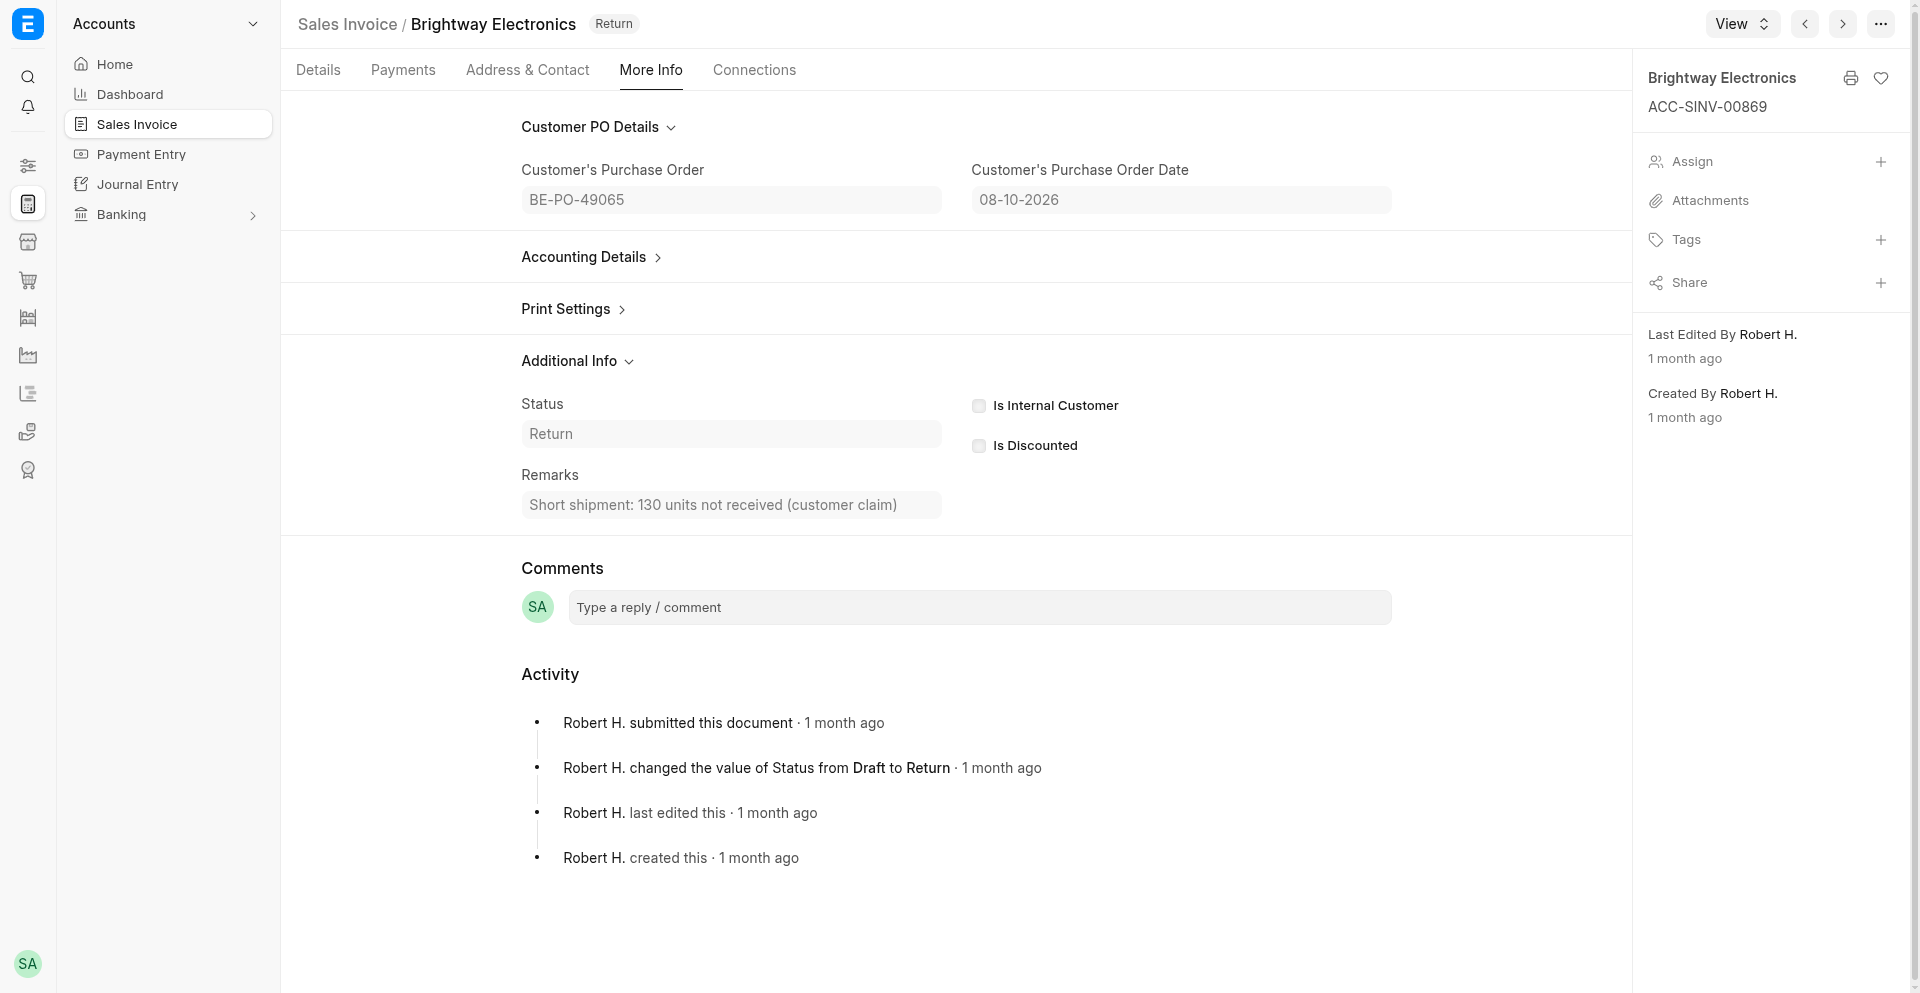 Accounts
Home
Dashboard
Sales Invoice
Payment Entry
Journal Entry
Banking
SA
Sales Invoice / Brightway Electronics Return
View
Details Payments Address & Contact More Info Connections
Customer PO Details
Customer's Purchase Order Customer's Purchase Order Date
BE-PO-49065 08-10-2026
Accounting Details
Print Settings
Additional Info
Status
Return
Is Internal Customer
Is Discounted
Remarks
Short shipment: 130 units not received (customer claim)
Comments
SA Type a reply / comment
Activity
Robert H. submitted this document · 1 month ago
Robert H. changed the value of Status from Draft to Return · 1 month ago
Robert H. last edited this · 1 month ago
Robert H. created this · 1 month ago
Brightway Electronics
ACC-SINV-00869
Assign
Attachments
Tags
Share
Last Edited By Robert H.
1 month ago
Created By Robert H.
1 month ago